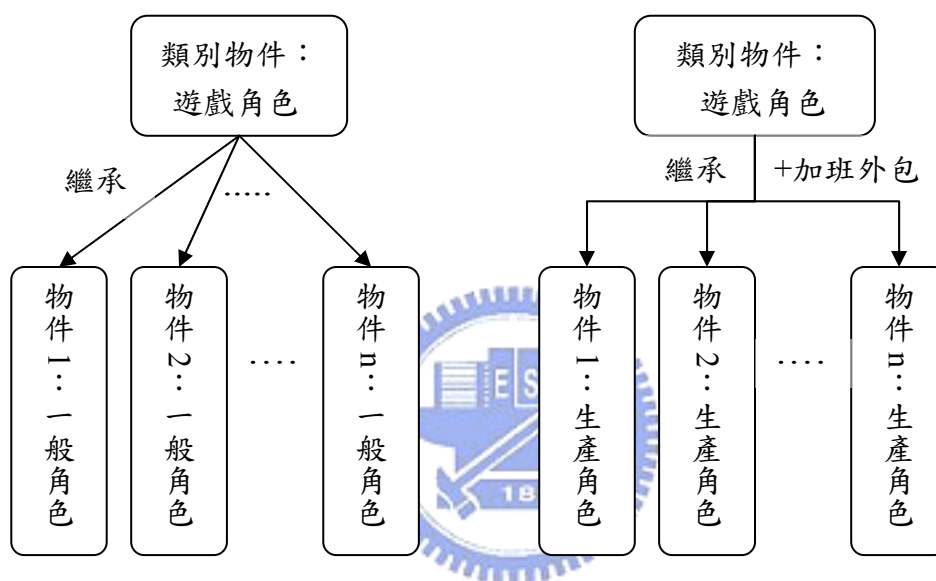 類別物件：
遊戲角色
繼承
.....
物件1：一般角色
物件2：一般角色
....
物件n：一般角色
類別物件：
遊戲角色
繼承
+加班外包
物件1：生產角色
物件2：生產角色
....
物件n：生產角色
ES
18